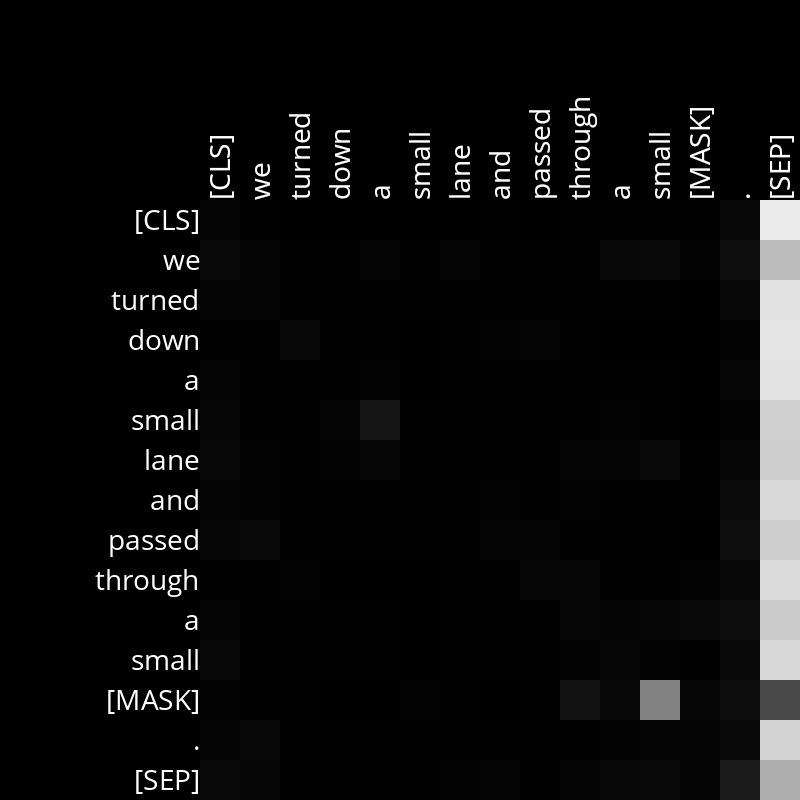 [CLS] we turned down a small lane and passed through a small [MASK] . [SEP]
[CLS]
we
turned
down
a
small
lane
and
passed
through
a
small
[MASK]
.
[SEP]